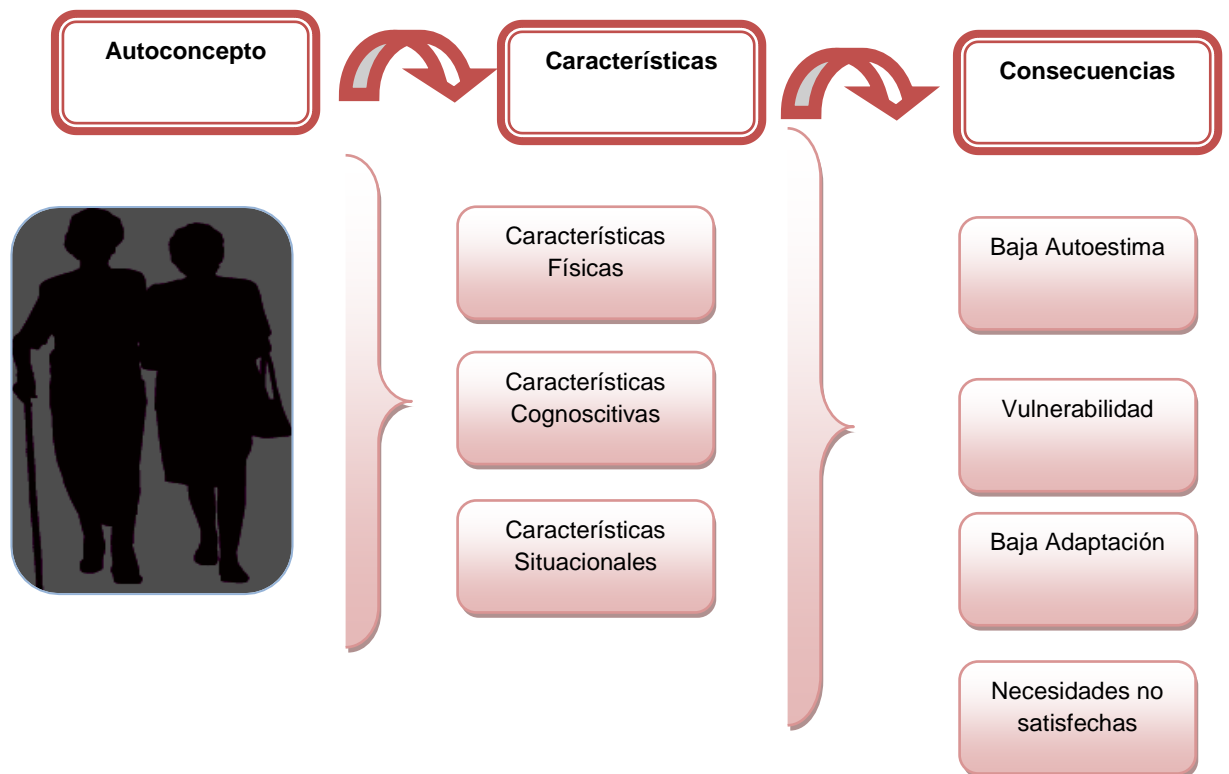 Autoconcepto
Características
Consecuencias
Características
Físicas
Características
Cognoscitivas
Características
Situacionales
Baja Autoestima
Vulnerabilidad
Baja Adaptación
Necesidades no
satisfechas